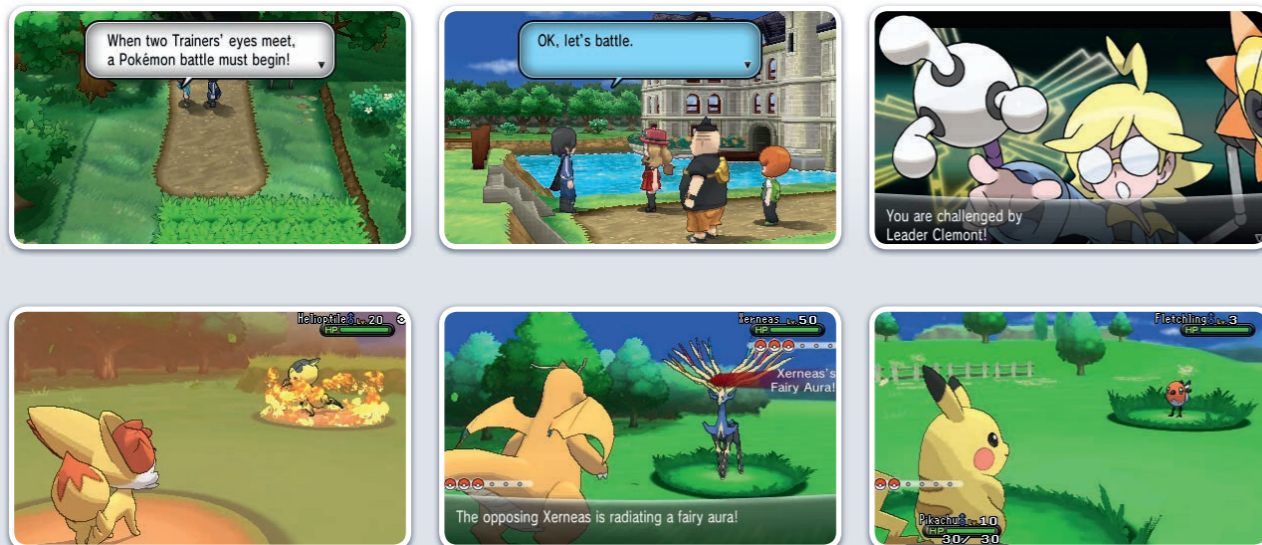 When two Trainers' eyes meet,
a Pokémon battle must begin!
OK, let's battle.
You are challenged by
Leader Clemont!
Helioptile♂ Lv.20
HP
Xerneas Lv.50
HP
Xerneas's
Fairy Aura!
The opposing Xerneas is radiating a fairy aura!
Fletchling♂ Lv.3
HP
Pikachu♂ Lv.10
HP
30/ 30